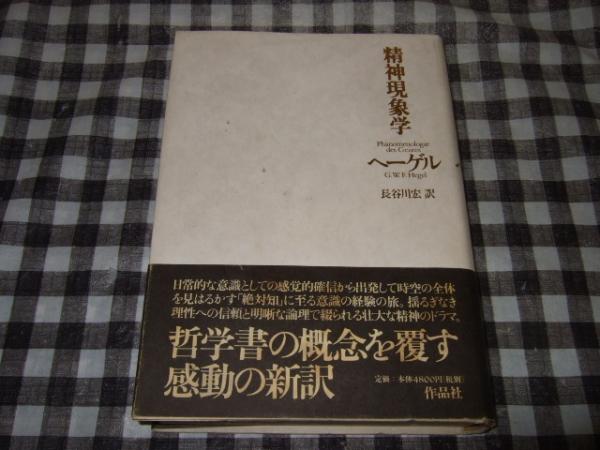 精神現象学
Phänomenologie
des Geistes
ヘーゲル
G.W.F. Hegel
長谷川宏 訳
日常的な意識としての感覚的確信から出発して時空の全体
を見はるかす「絶対知」に至る意識の経験の旅。揺るぎなき
理性への信頼と明晰な論理で綴られる壮大な精神のドラマ。
哲学書の概念を覆す
感動の新訳
定価：本体4800円［税別］
作品社